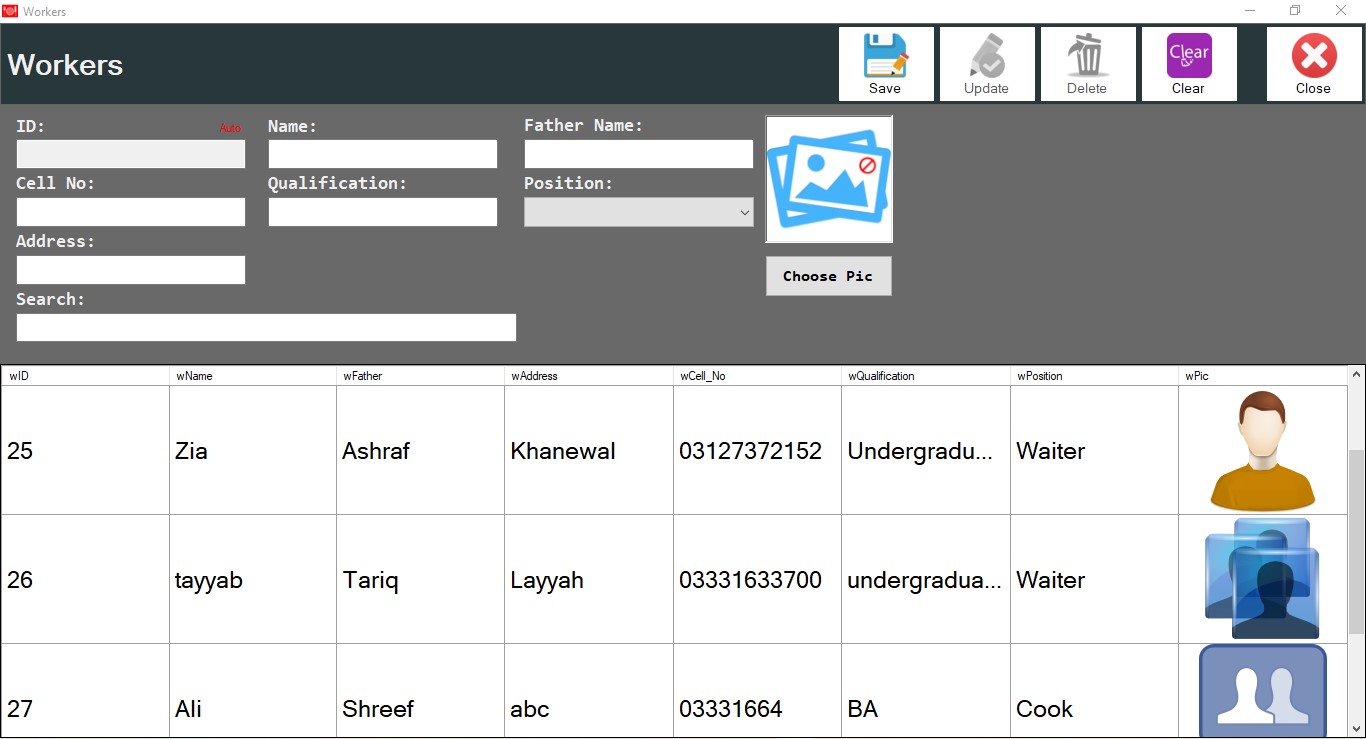 Workers
Workers
Save
Update
Delete
Clear
Clear
Close
ID:
Auto
Name:
Father Name:
Cell No:
Qualification:
Position:
Address:
Choose Pic
Search:
wID wName wFather wAddress wCell_No wQualification wPosition wPic
25 Zia Ashraf Khanewal 03127372152 Undergradu... Waiter
26 tayyab Tariq Layyah 03331633700 undergradua... Waiter
27 Ali Shreef abc 03331664 BA Cook